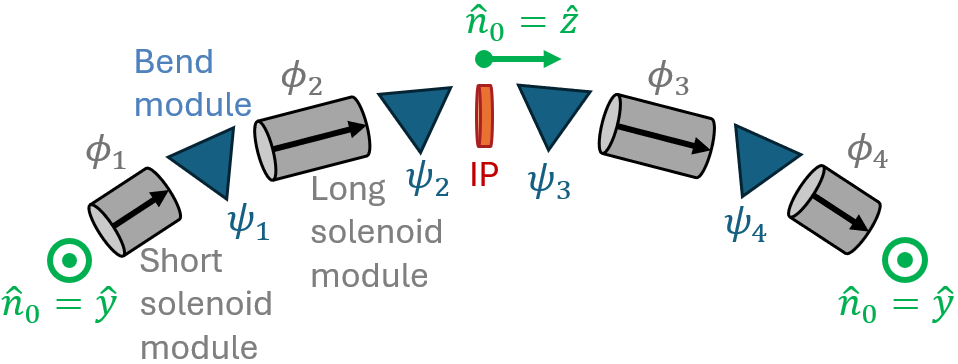 n̂₀ = ẑ
Bend
module
ϕ₂
ϕ₃
ϕ₁
ϕ₄
IP
ψ₂
ψ₃
ψ₁
ψ₄
Long
solenoid
module
Short
solenoid
module
n̂₀ = ŷ
n̂₀ = ŷ